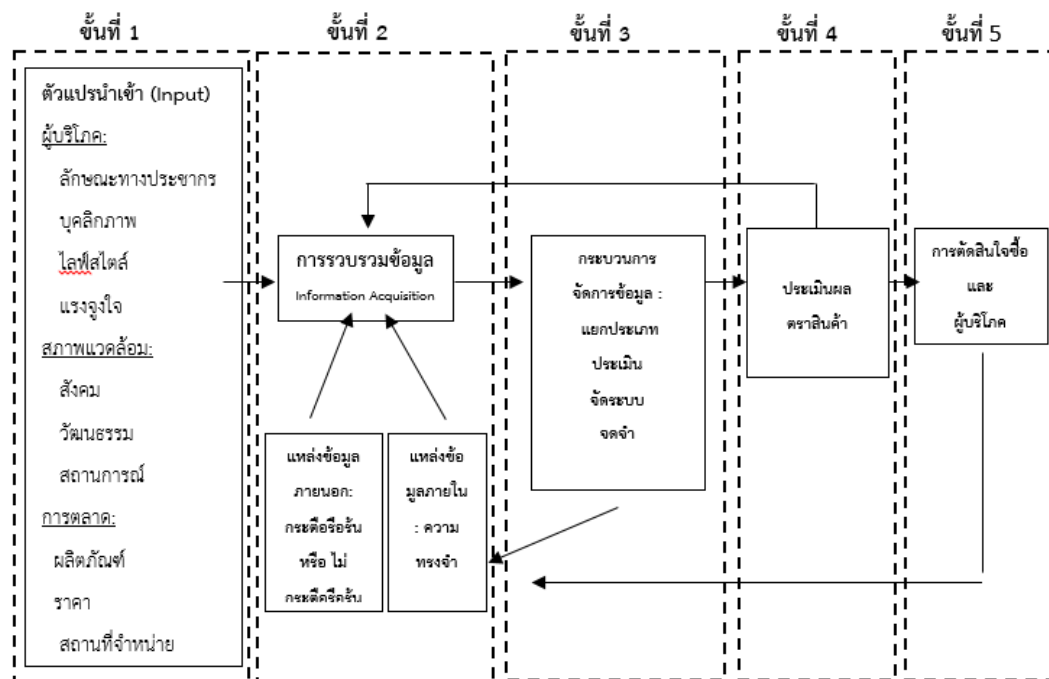 ขั้นที่ 1
ขั้นที่ 2
ขั้นที่ 3
ขั้นที่ 4
ขั้นที่ 5
ตัวแปรนำเข้า (Input)
ผู้บริโภค:
ลักษณะทางประชากร
บุคลิกภาพ
ไลฟ์สไตล์
แรงจูงใจ
สภาพแวดล้อม:
สังคม
วัฒนธรรม
สถานการณ์
การตลาด:
ผลิตภัณฑ์
ราคา
สถานที่จำหน่าย
การรวบรวมข้อมูล
Information Acquisition
แหล่งข้อมูล
ภายนอก:
กระตือรือร้น
หรือ ไม่
กระตือรือร้น
แหล่งข้อ
มูลภายใน
: ความ
ทรงจำ
กระบวนการ
จัดการข้อมูล :
แยกประเภท
ประเมิน
จัดระบบ
จดจำ
ประเมินผล
ตราสินค้า
การตัดสินใจซื้อ
และ
ผู้บริโภค